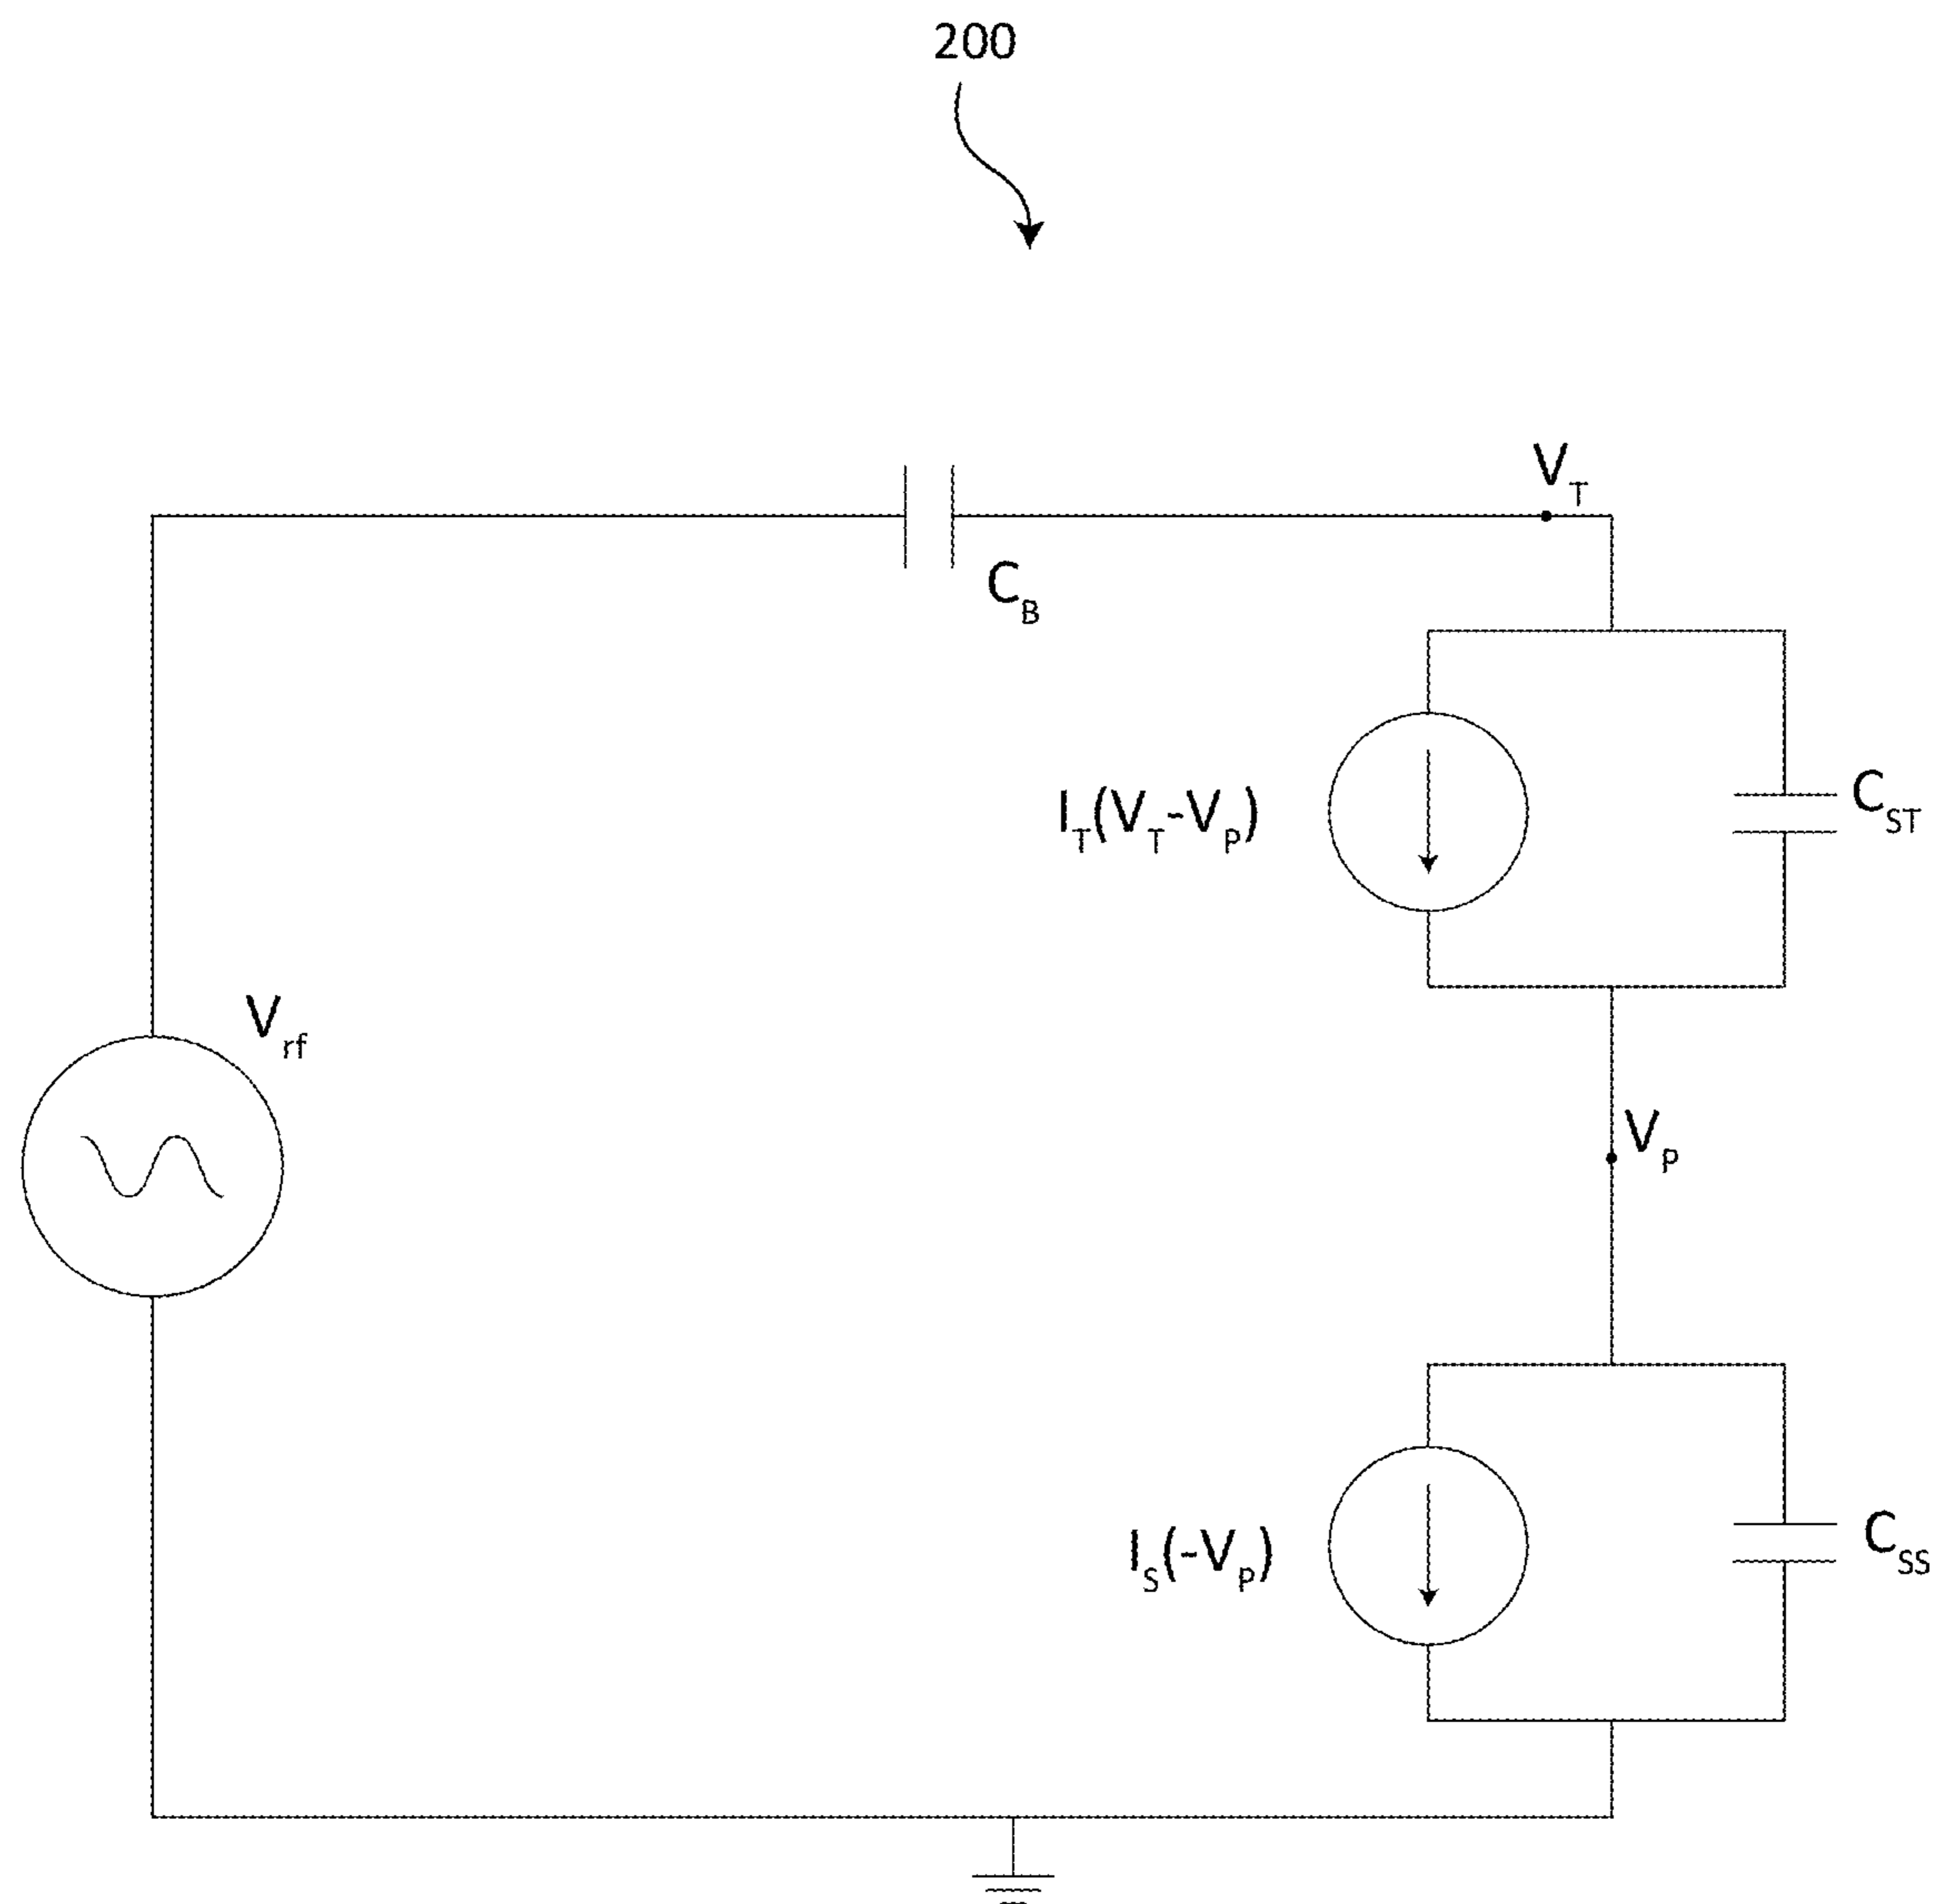 200
V_T
C_B
I_T(V_T-V_P)
C_ST
V_rf
V_P
I_S(-V_P)
C_SS